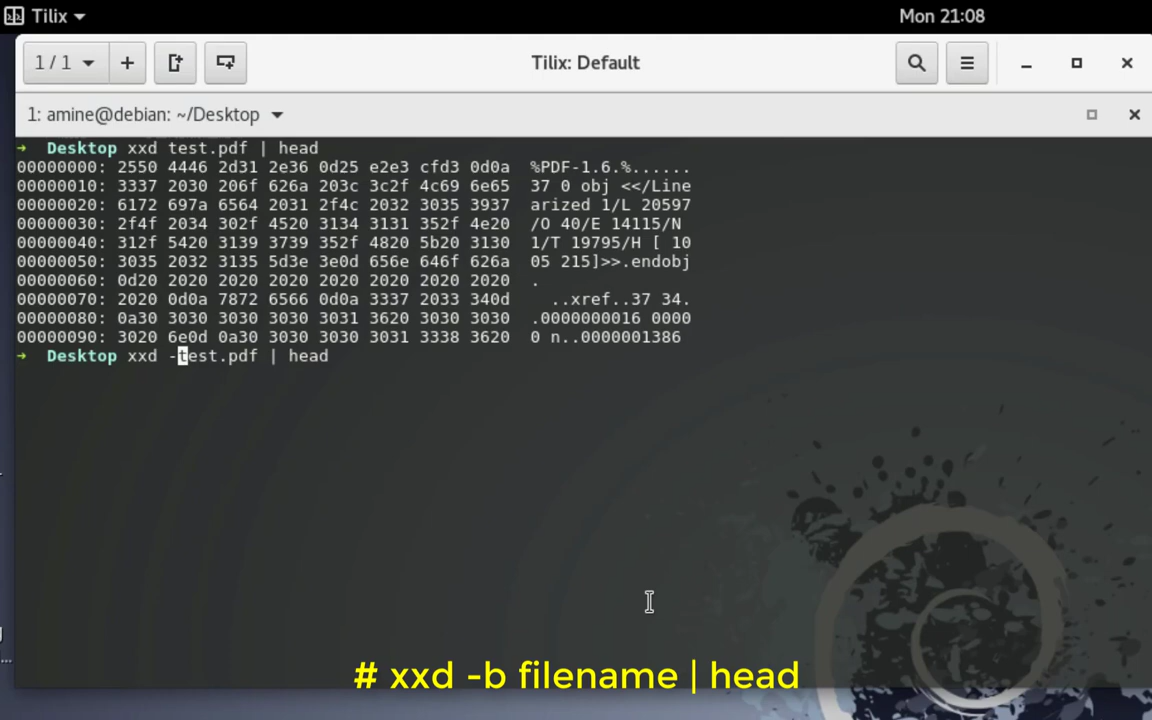 Tilix
Mon 21:08
1 / 1
Tilix: Default
1: amine@debian: ~/Desktop
➜  Desktop xxd test.pdf | head
00000000: 2550 4446 2d31 2e36 0d25 e2e3 cfd3 0d0a  %PDF-1.6.%......
00000010: 3337 2030 206f 626a 203c 3c2f 4c69 6e65  37 0 obj <</Line
00000020: 6172 697a 6564 2031 2f4c 2032 3035 3937  arized 1/L 20597
00000030: 2f4f 2034 302f 4520 3134 3131 352f 4e20  /O 40/E 14115/N
00000040: 312f 5420 3139 3739 352f 4820 5b20 3130  1/T 19795/H [ 10
00000050: 3035 2032 3135 5d3e 3e0d 656e 646f 626a  05 215]>>.endobj
00000060: 0d20 2020 2020 2020 2020 2020 2020 2020  .
00000070: 2020 0d0a 7872 6566 0d0a 3337 2033 340d    ..xref..37 34.
00000080: 0a30 3030 3030 3030 3031 3620 3030 3030  .0000000016 0000
00000090: 3020 6e0d 0a30 3030 3030 3031 3338 3620  0 n..0000001386
➜  Desktop xxd -test.pdf | head
# xxd -b filename | head